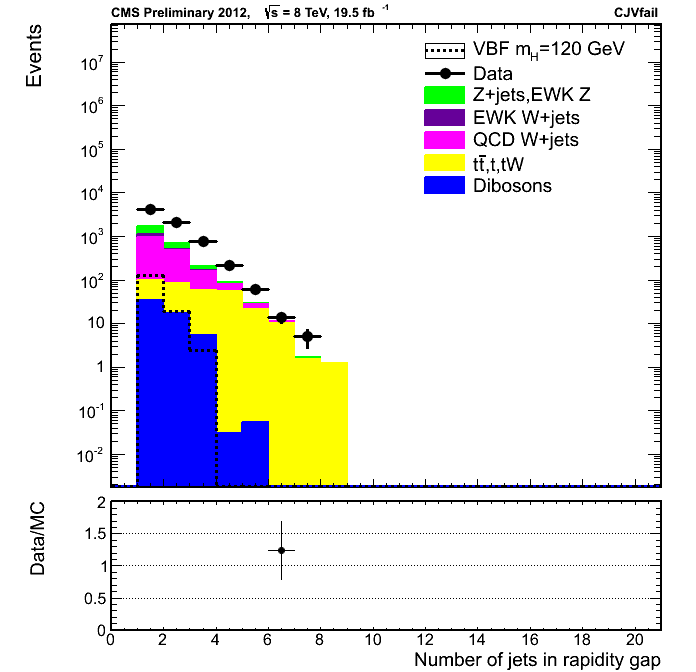 CMS Preliminary 2012, √s = 8 TeV, 19.5 fb⁻¹ CJVfail
Events
10⁷
10⁶
10⁵
10⁴
10³
10²
10
1
10⁻¹
10⁻²
VBF m_H=120 GeV
Data
Z+jets,EWK Z
EWK W+jets
QCD W+jets
tt̄,t,tW
Dibosons
Data/MC
2
1.5
1
0.5
0
0 2 4 6 8 10 12 14 16 18 20
Number of jets in rapidity gap